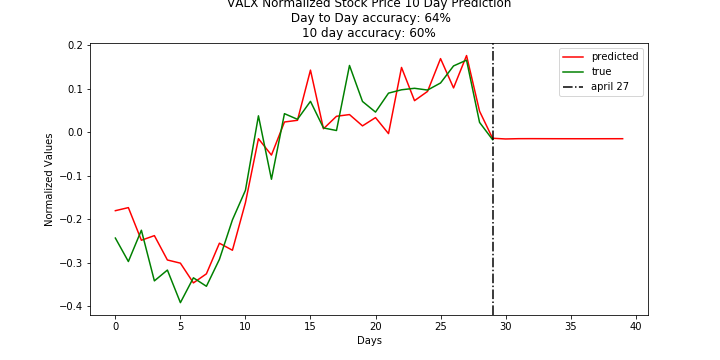 VALX Normalized Stock Price 10 Day Prediction
Day to Day accuracy: 64%
10 day accuracy: 60%
0.2
0.1
0.0
−0.1
−0.2
−0.3
−0.4
Normalized Values
0
5
10
15
20
25
30
35
40
Days
predicted
true
april 27